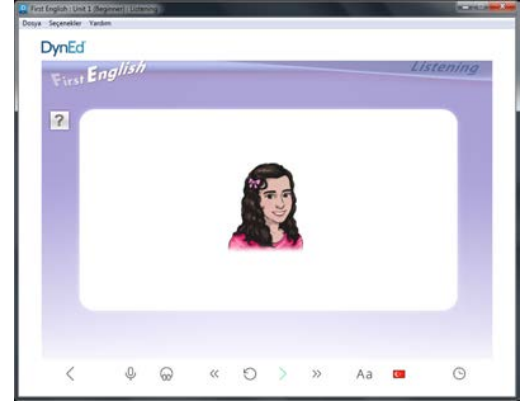 First English : Unit 1 (Beginner) : Listening
Dosya Seçenekler Yardım
DynEd
First English
Listening
?
Aa